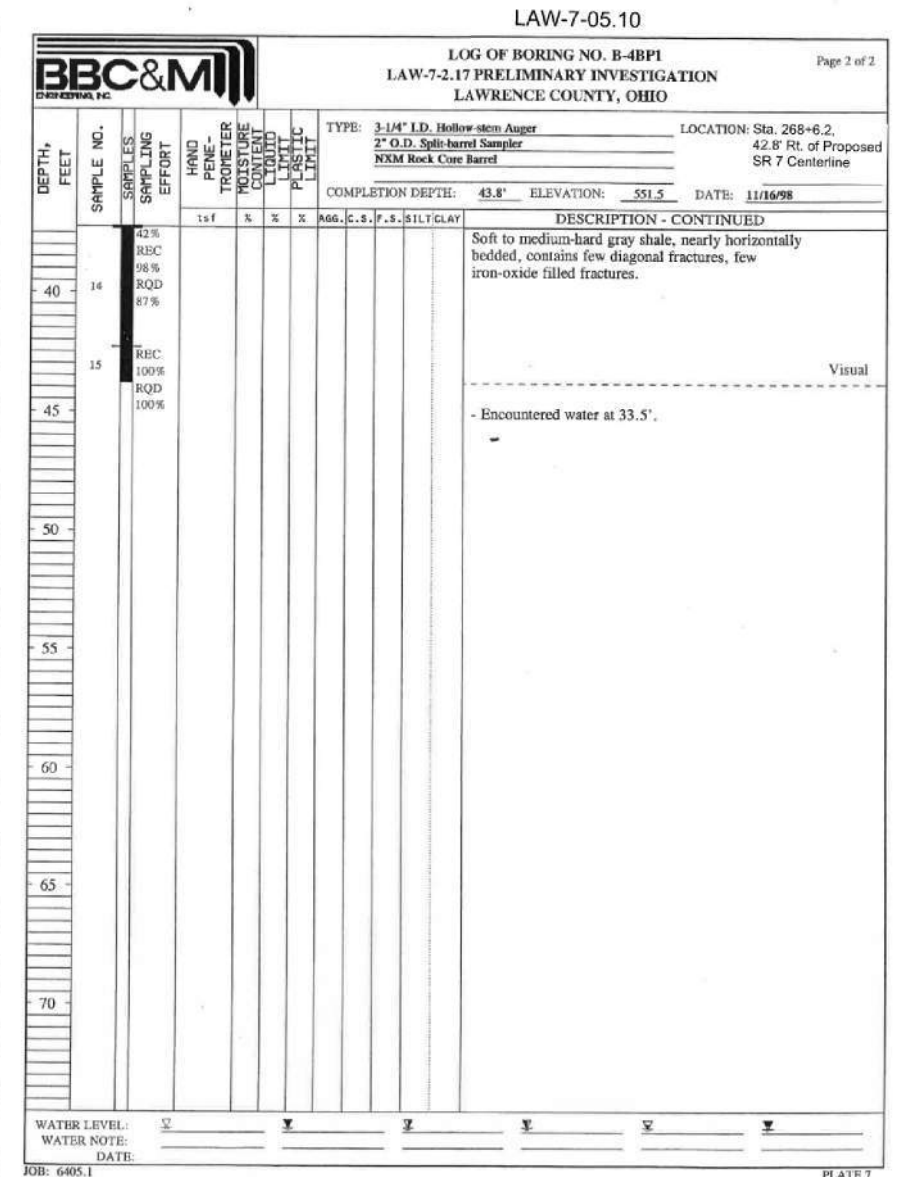 LAW-7-05.10
BBC&M
ENGINEERING, INC.
LOG OF BORING NO. B-4BP1
LAW-7-2.17 PRELIMINARY INVESTIGATION
LAWRENCE COUNTY, OHIO
Page 2 of 2
DEPTH, FEET
SAMPLE NO.
SAMPLES
SAMPLING EFFORT
HAND PENE-TROMETER
MOISTURE CONTENT
LIQUID LIMIT
PLASTIC LIMIT
TYPE: 3-1/4" I.D. Hollow-stem Auger
2" O.D. Split-barrel Sampler
NXM Rock Core Barrel
LOCATION: Sta. 268+6.2,
42.8' Rt. of Proposed
SR 7 Centerline
COMPLETION DEPTH: 43.8' ELEVATION: 551.5 DATE: 11/16/98
tsf % % % AGG. C.S. F.S. SILT CLAY DESCRIPTION - CONTINUED
42%
REC
98%
RQD
87%
14
40
Soft to medium-hard gray shale, nearly horizontally
bedded, contains few diagonal fractures, few
iron-oxide filled fractures.
15
REC
100%
RQD
100%
Visual
45
- Encountered water at 33.5'.
50
55
60
65
70
WATER LEVEL:
WATER NOTE:
DATE:
JOB: 6405.1
PLATE 7